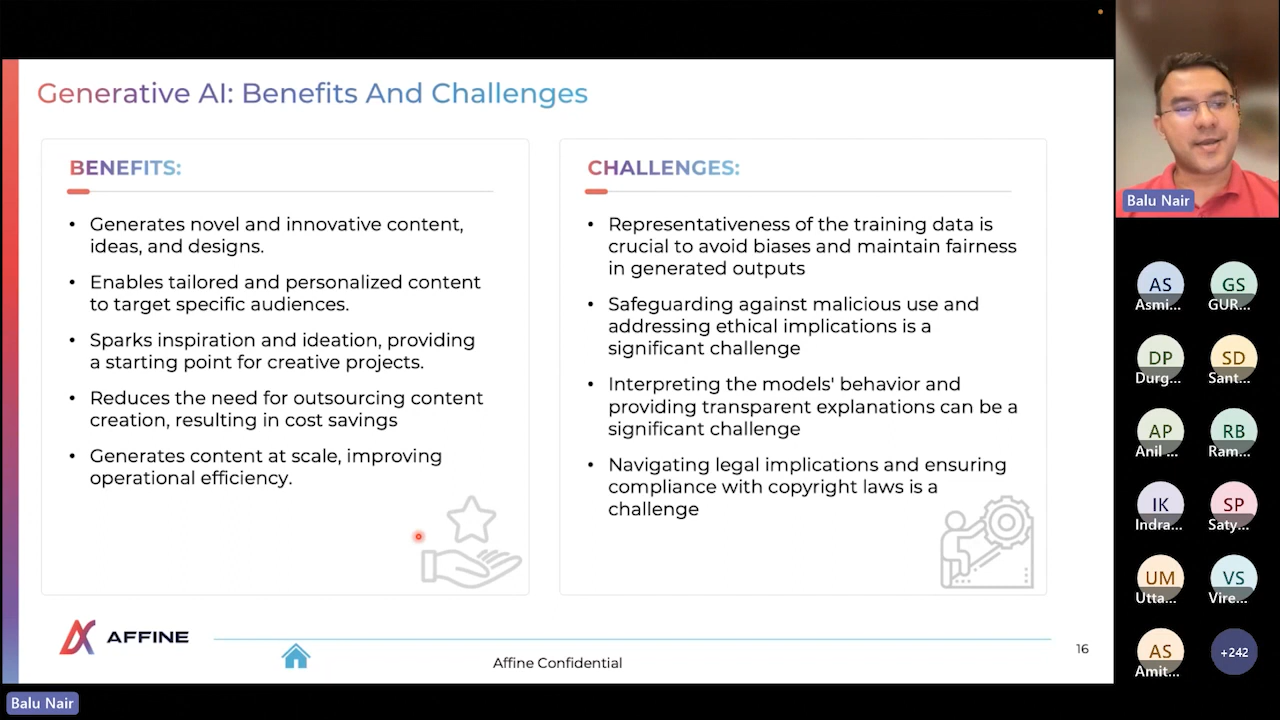 Generative AI: Benefits And Challenges
BENEFITS:
• Generates novel and innovative content,
ideas, and designs.
• Enables tailored and personalized content
to target specific audiences.
• Sparks inspiration and ideation, providing
a starting point for creative projects.
• Reduces the need for outsourcing content
creation, resulting in cost savings
• Generates content at scale, improving
operational efficiency.
CHALLENGES:
• Representativeness of the training data is
crucial to avoid biases and maintain fairness
in generated outputs
• Safeguarding against malicious use and
addressing ethical implications is a
significant challenge
• Interpreting the models' behavior and
providing transparent explanations can be a
significant challenge
• Navigating legal implications and ensuring
compliance with copyright laws is a
challenge
AFFINE
Affine Confidential
16
Balu Nair
Balu Nair
AS
Asmi...
GS
GUR...
DP
Durg...
SD
Sant...
AP
Anil ...
RB
Ram...
IK
Indra...
SP
Saty...
UM
Utta...
VS
Vire...
AS
Amit...
+242